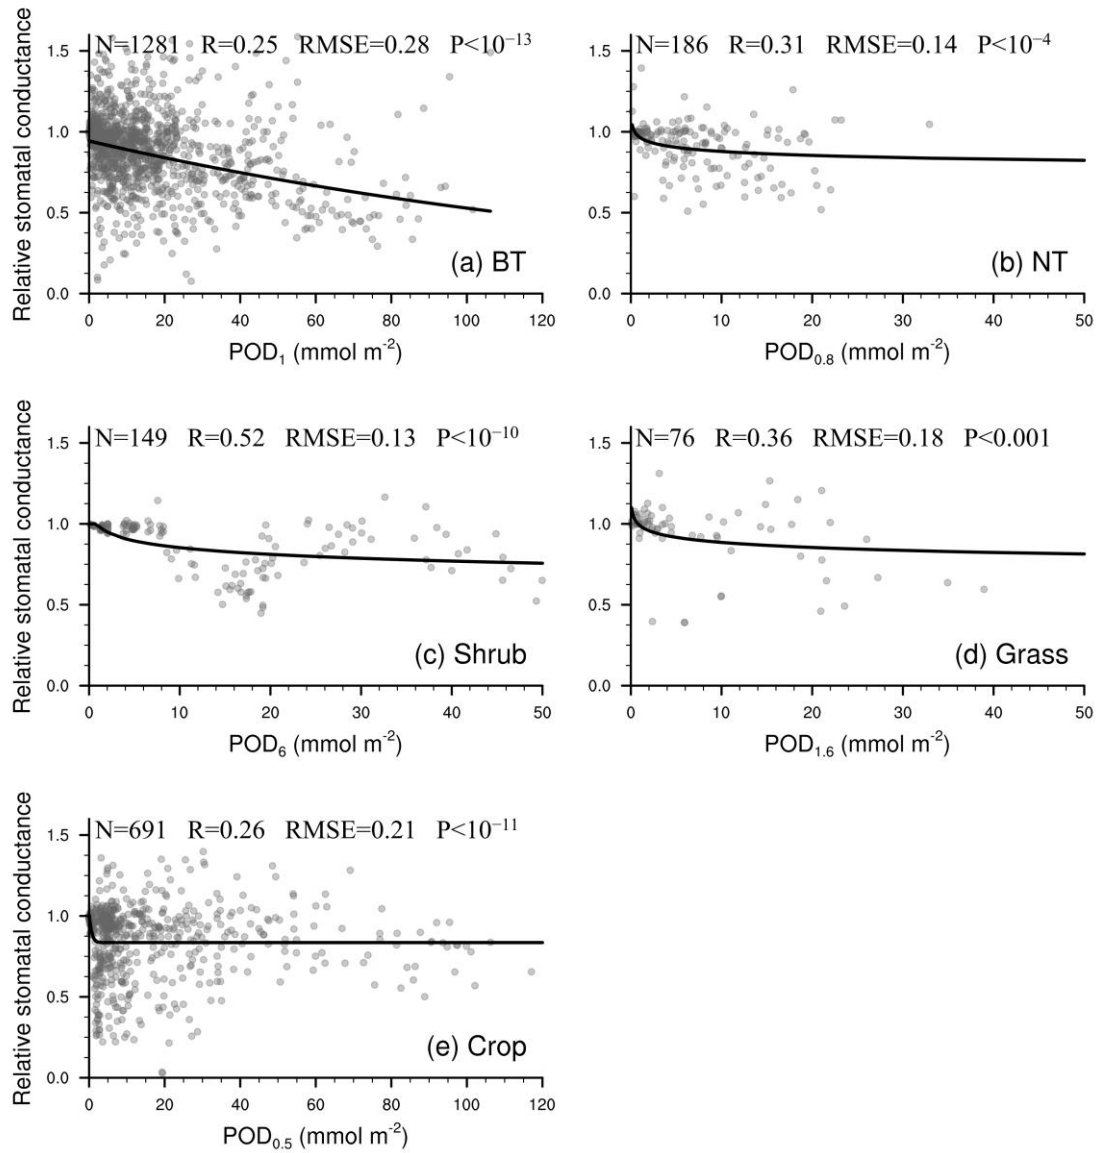 N=1281 R=0.25 RMSE=0.28 P<10⁻¹³
1.5
1.0
0.5
0.0
Relative stomatal conductance
(a) BT
0 20 40 60 80 100 120
POD₁ (mmol m⁻²)
N=186 R=0.31 RMSE=0.14 P<10⁻⁴
1.5
1.0
0.5
0.0
(b) NT
0 10 20 30 40 50
POD₀.₈ (mmol m⁻²)
N=149 R=0.52 RMSE=0.13 P<10⁻¹⁰
1.5
1.0
0.5
0.0
Relative stomatal conductance
(c) Shrub
0 10 20 30 40 50
POD₆ (mmol m⁻²)
N=76 R=0.36 RMSE=0.18 P<0.001
1.5
1.0
0.5
0.0
(d) Grass
0 10 20 30 40 50
POD₁.₆ (mmol m⁻²)
N=691 R=0.26 RMSE=0.21 P<10⁻¹¹
1.5
1.0
0.5
0.0
Relative stomatal conductance
(e) Crop
0 20 40 60 80 100 120
POD₀.₅ (mmol m⁻²)